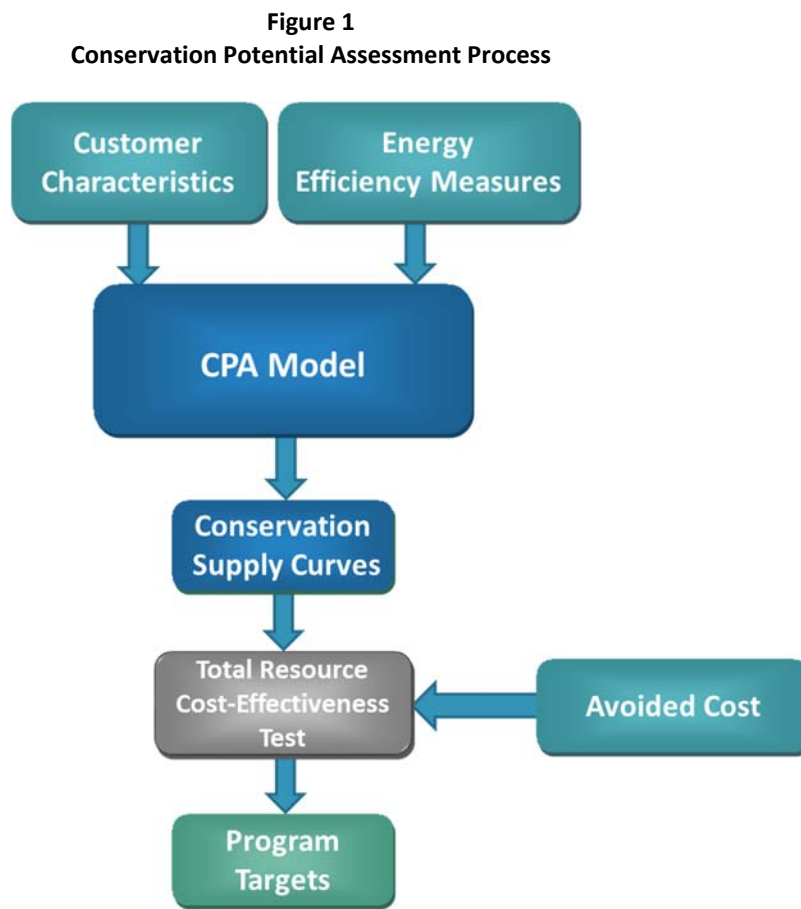 Figure 1
Conservation Potential Assessment Process
Customer
Characteristics
Energy
Efficiency Measures
CPA Model
Conservation
Supply Curves
Total Resource
Cost-Effectiveness
Test
Avoided Cost
Program
Targets